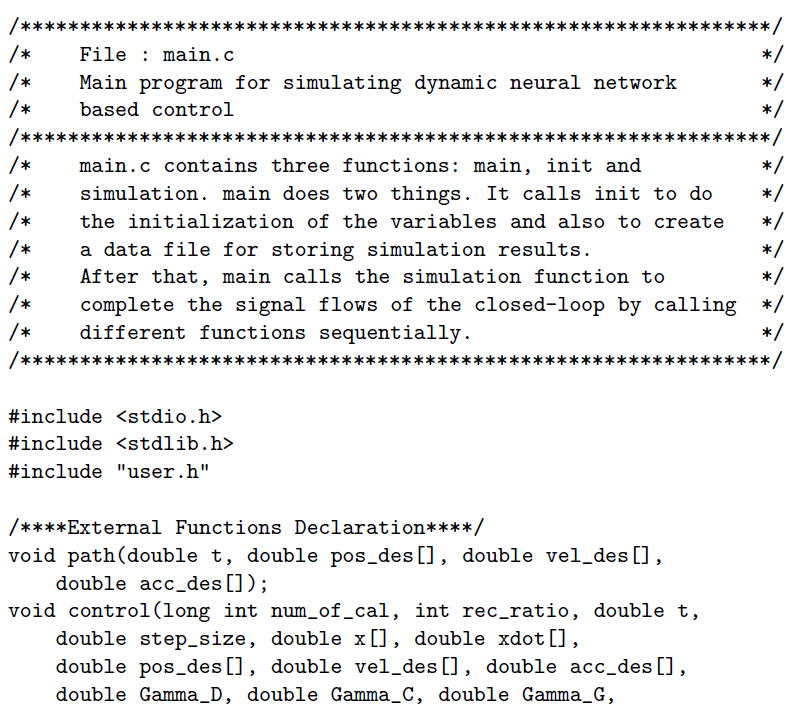 /***************************************************************/
/*    File : main.c                                            */
/*    Main program for simulating dynamic neural network       */
/*    based control                                            */
/***************************************************************/
/*    main.c contains three functions: main, init and          */
/*    simulation. main does two things. It calls init to do    */
/*    the initialization of the variables and also to create   */
/*    a data file for storing simulation results.              */
/*    After that, main calls the simulation function to        */
/*    complete the signal flows of the closed-loop by calling  */
/*    different functions sequentially.                        */
/***************************************************************/
#include <stdio.h>
#include <stdlib.h>
#include "user.h"
/****External Functions Declaration****/
void path(double t, double pos_des[], double vel_des[],
    double acc_des[]);
void control(long int num_of_cal, int rec_ratio, double t,
    double step_size, double x[], double xdot[],
    double pos_des[], double vel_des[], double acc_des[],
    double Gamma_D, double Gamma_C, double Gamma_G,